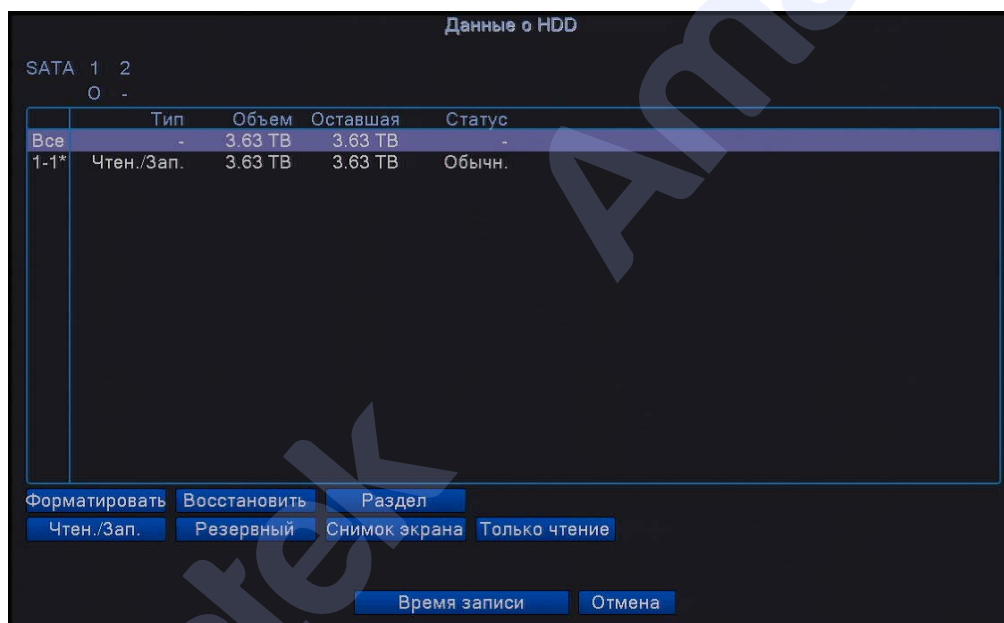 Данные о HDD
SATA 1 2
O -
Тип Объем Оставшая Статус
Все - 3.63 TB 3.63 TB -
1-1* Чтен./Зап. 3.63 TB 3.63 TB Обычн.
Форматировать Восстановить Раздел
Чтен./Зап. Резервный Снимок экрана Только чтение
Время записи Отмена